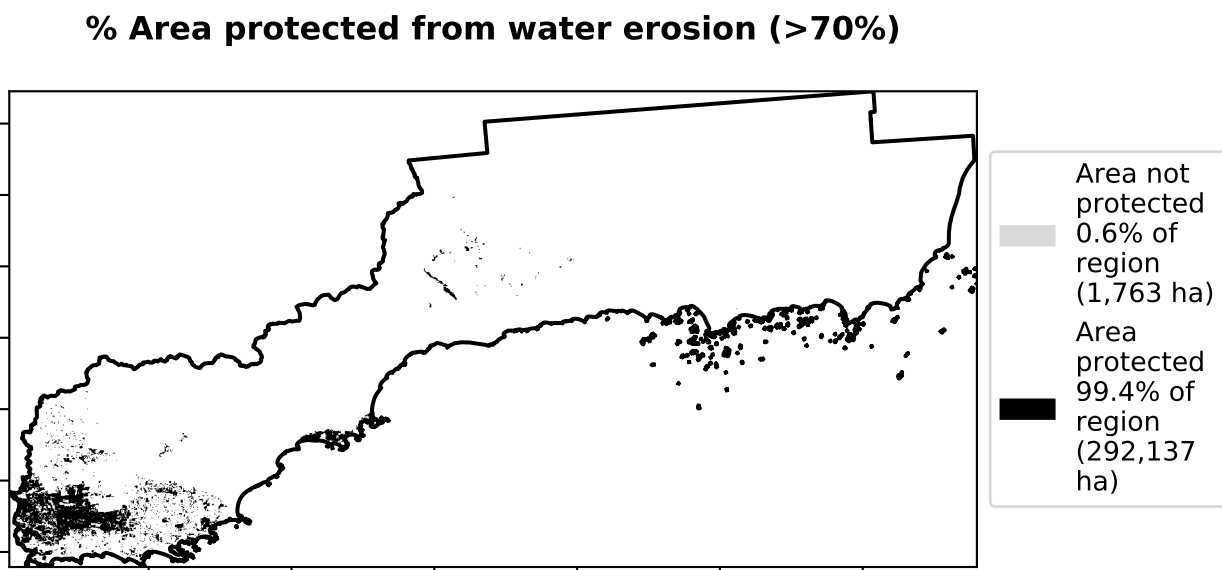 % Area protected from water erosion (>70%)
Area not
protected
0.6% of
region
(1,763 ha)
Area
protected
99.4% of
region
(292,137
ha)